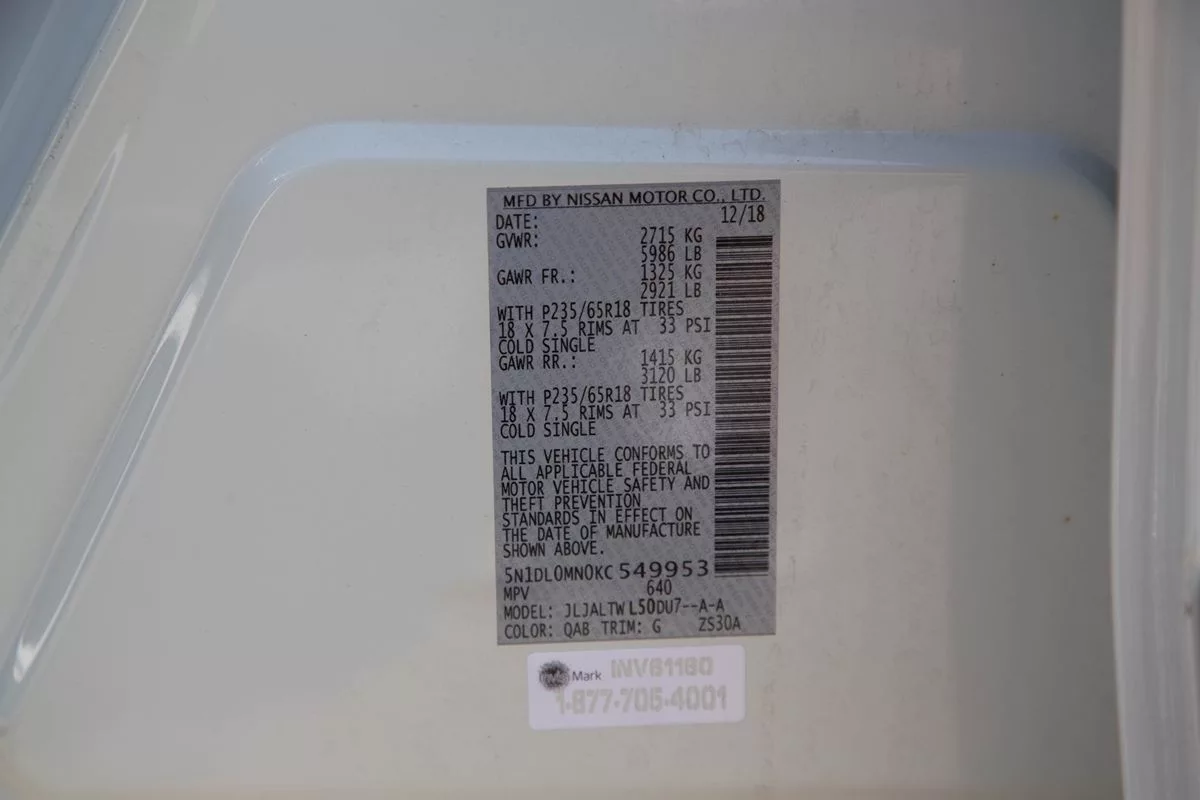 MFD BY NISSAN MOTOR CO., LTD.
DATE: 12/18
GVWR: 2715 KG
5986 LB
GAWR FR.: 1325 KG
2921 LB
WITH P235/65R18 TIRES
18 X 7.5 RIMS AT 33 PSI
COLD SINGLE
GAWR RR.: 1415 KG
3120 LB
WITH P235/65R18 TIRES
18 X 7.5 RIMS AT 33 PSI
COLD SINGLE
THIS VEHICLE CONFORMS TO
ALL APPLICABLE FEDERAL
MOTOR VEHICLE SAFETY AND
THEFT PREVENTION
STANDARDS IN EFFECT ON
THE DATE OF MANUFACTURE
SHOWN ABOVE.
5N1DL0MN0KC549953
MPV 640
MODEL: JLJALTWL50DU7--A-A
COLOR: QAB TRIM: G ZS30A
Mark INV61160
1-877-705-4001